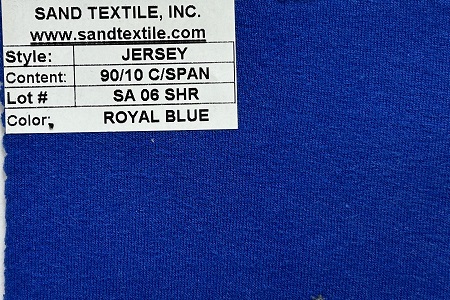 SAND TEXTILE, INC.
www.sandtextile.com
Style: JERSEY
Content: 90/10 C/SPAN
Lot # SA 06 SHR
Color: ROYAL BLUE